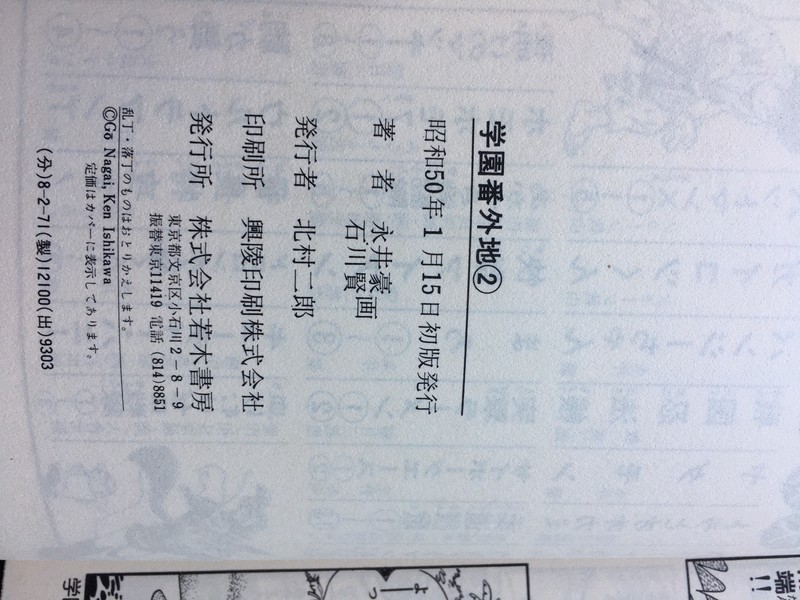 学園番外地②
昭和50年1月15日初版発行
著者 永井豪画
石川賢
発行者 北村二郎
印刷所 興陵印刷株式会社
発行所 株式会社若木書房
東京都文京区小石川2-8-9
振替東京11419 電話(814)8851
乱丁・落丁のものはおとりかえします。
定価はカバーに表示してあります。
©Gō Nagai, Ken Ishikawa
(分)8-2-71(製)12100(出)9303
端
!!
よ
っ
学